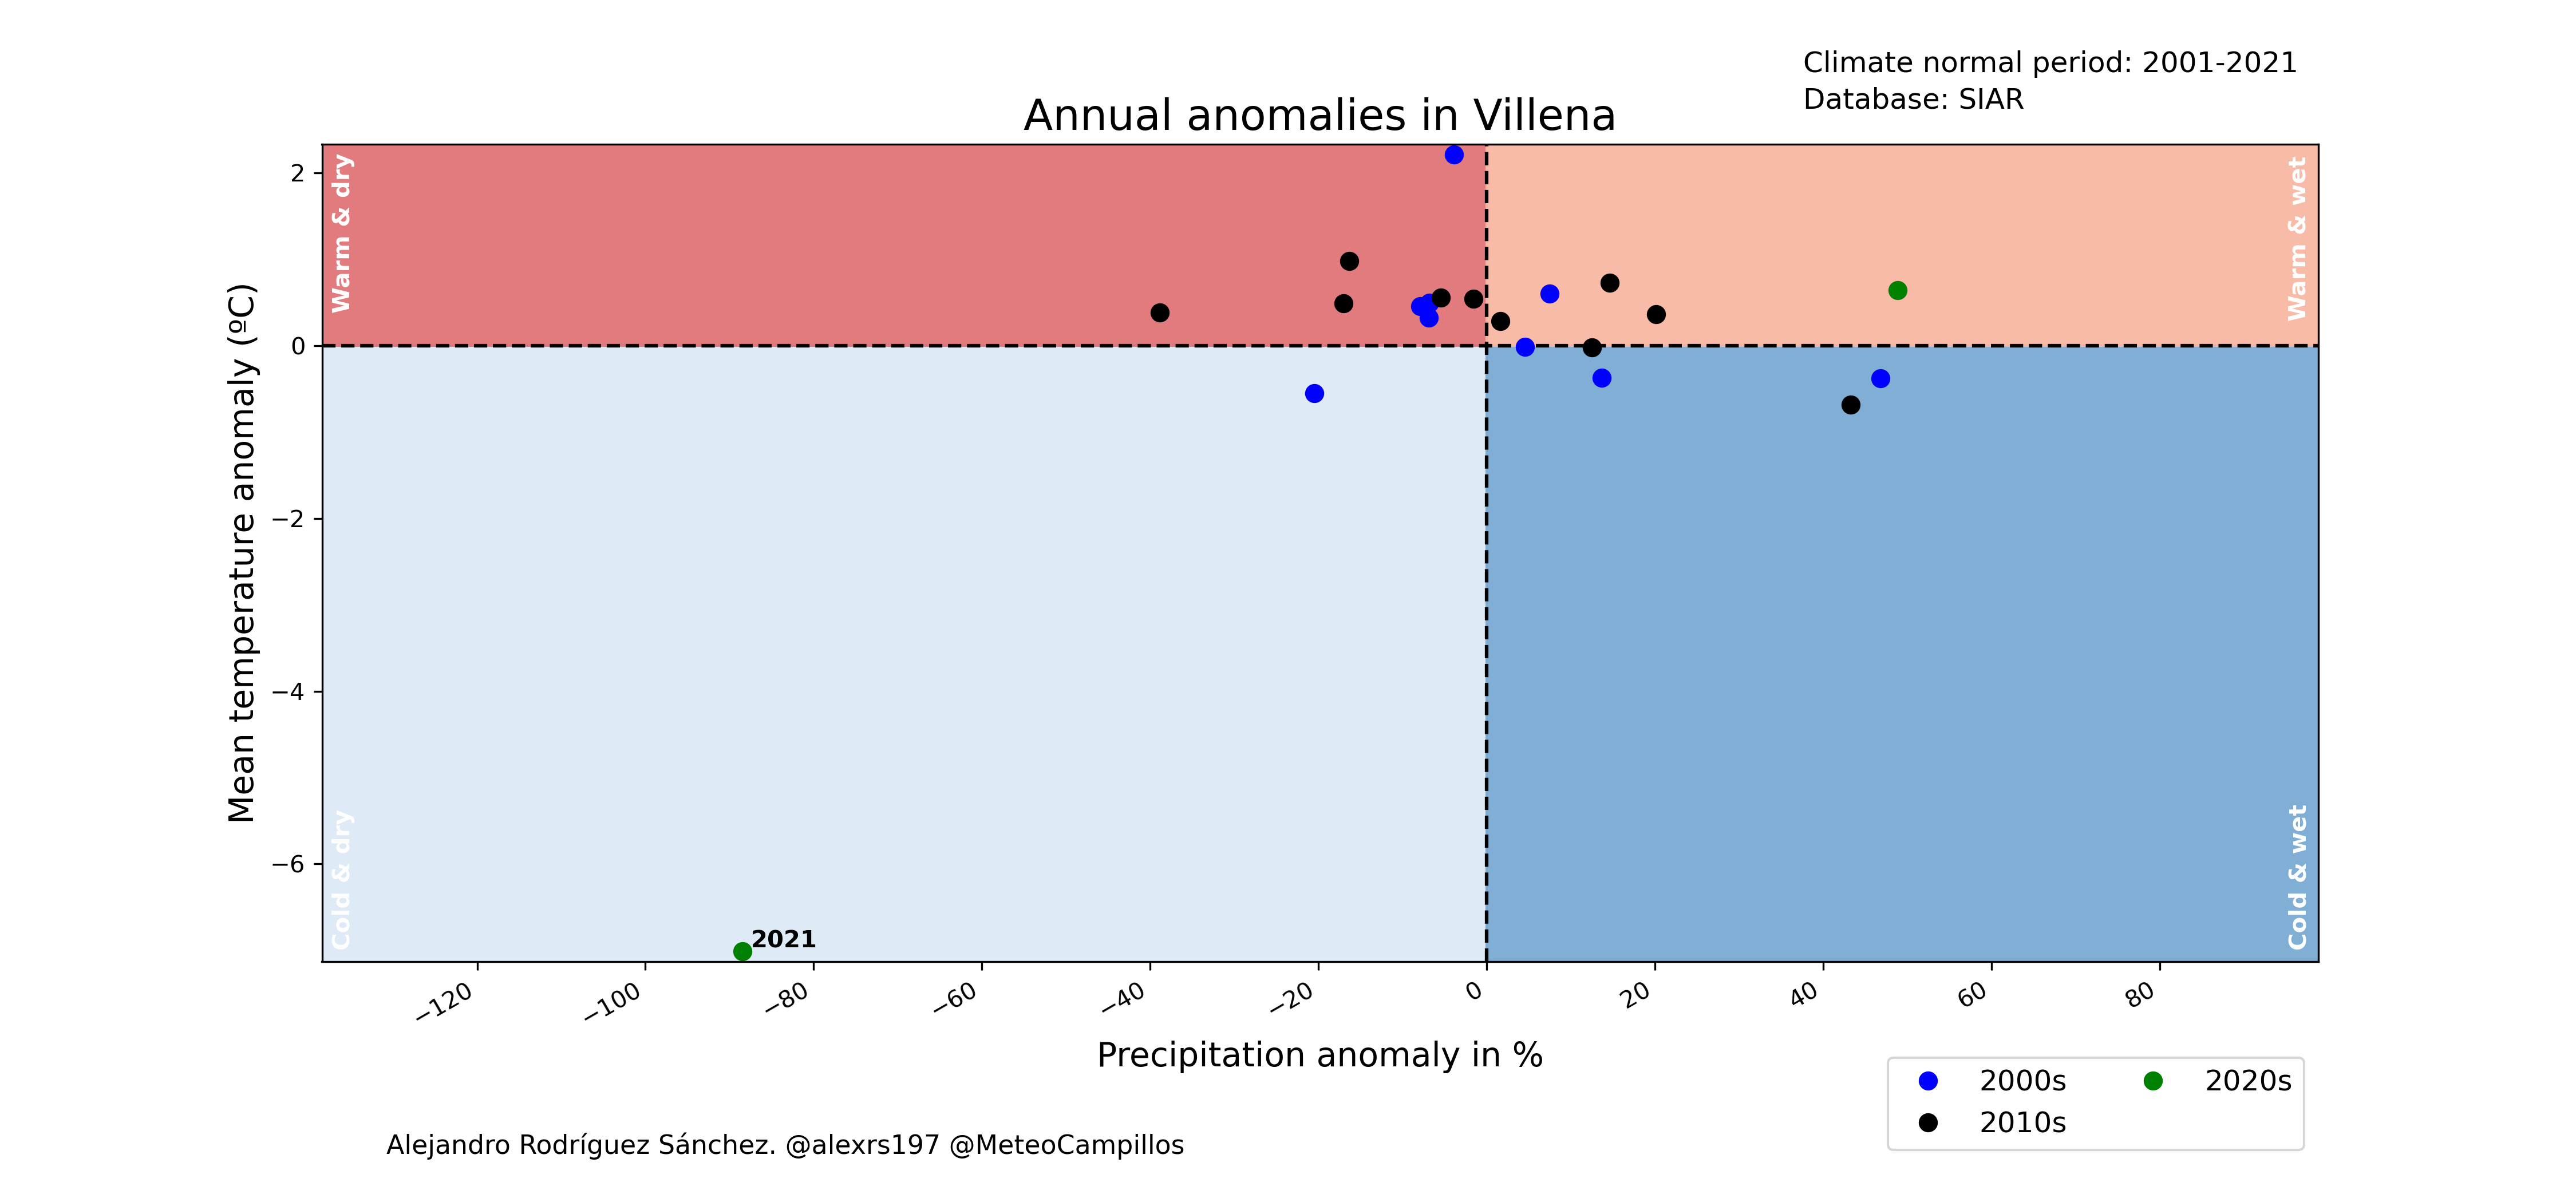 Climate normal period: 2001-2021
Database: SIAR
Annual anomalies in Villena
Warm & dry
Warm & wet
Cold & dry
Cold & wet
Mean temperature anomaly (ºC)
2
0
−2
−4
−6
2021
−120
−100
−80
−60
−40
−20
0
20
40
60
80
Precipitation anomaly in %
2000s
2010s
2020s
Alejandro Rodríguez Sánchez. @alexrs197 @MeteoCampillos